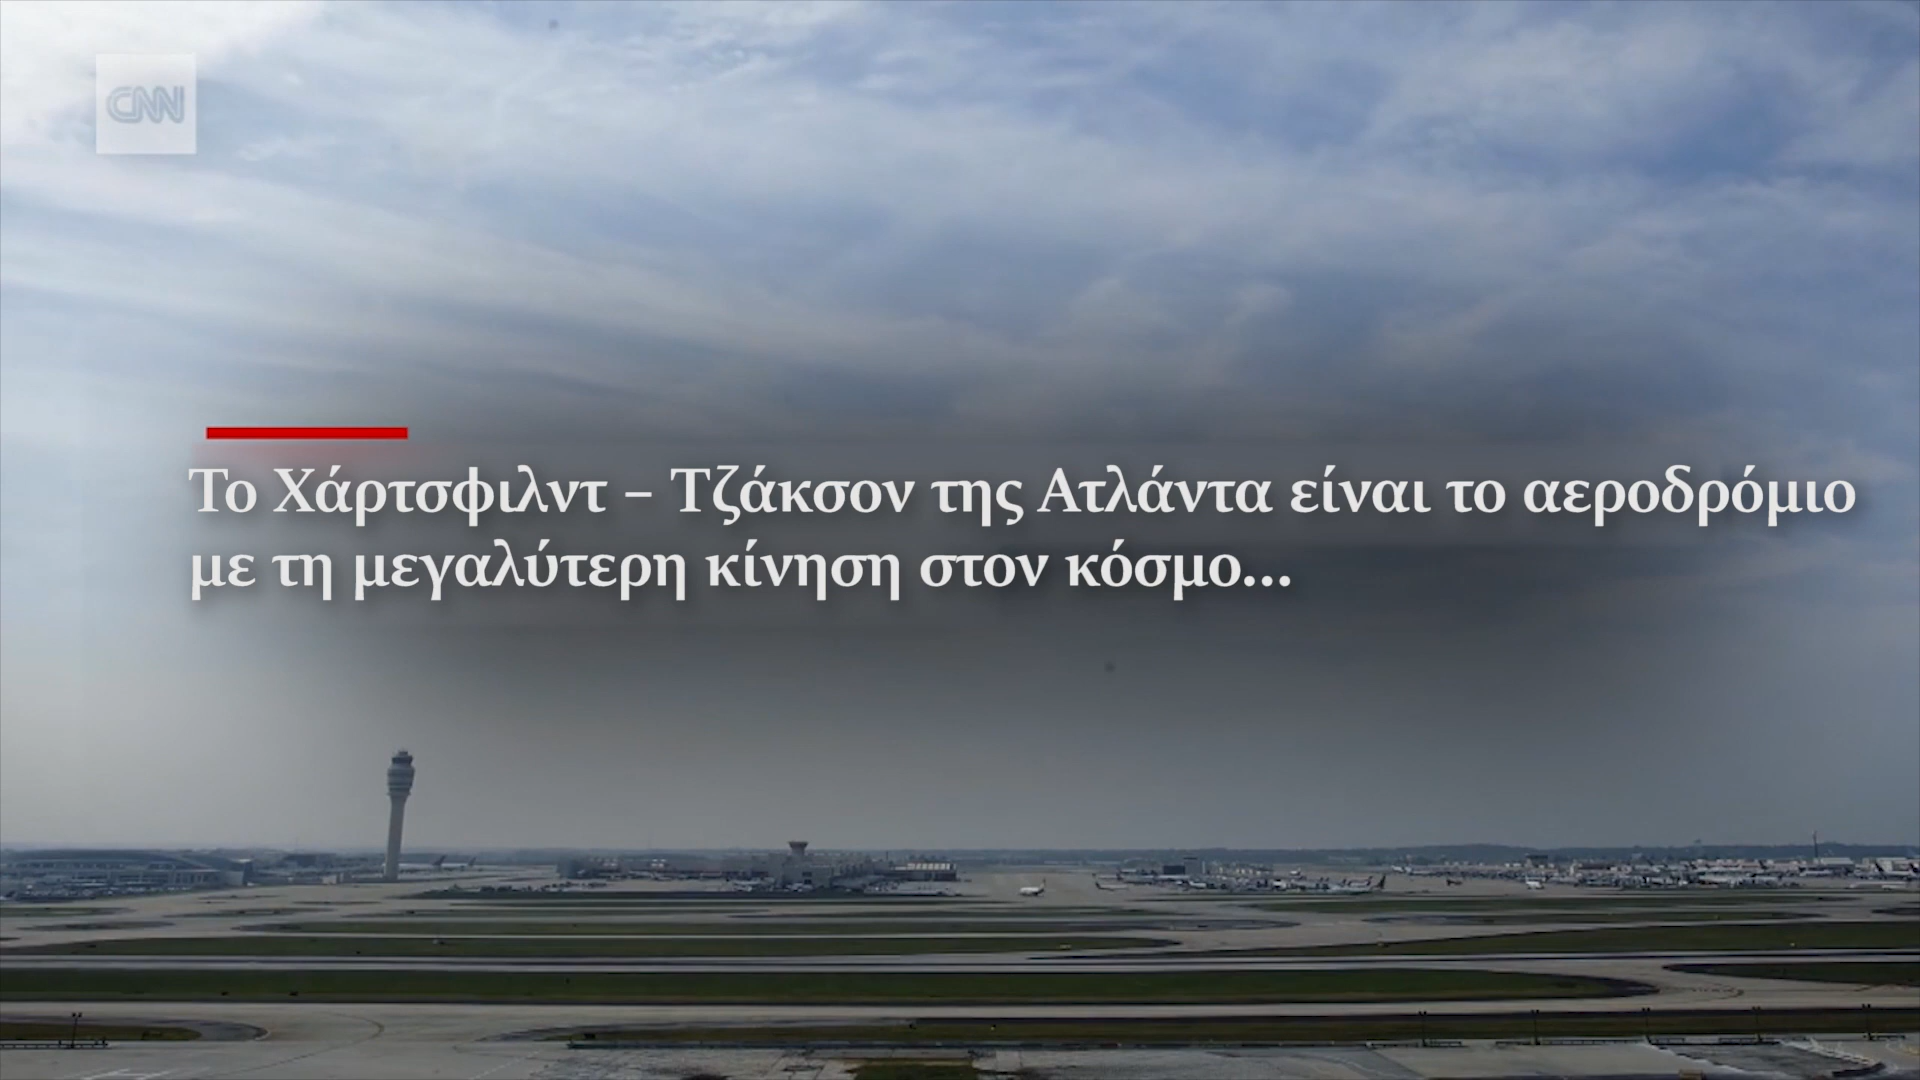 CNN
Το Χάρτσφιλντ – Τζάκσον της Ατλάντα είναι το αεροδρόμιο
με τη μεγαλύτερη κίνηση στον κόσμο...